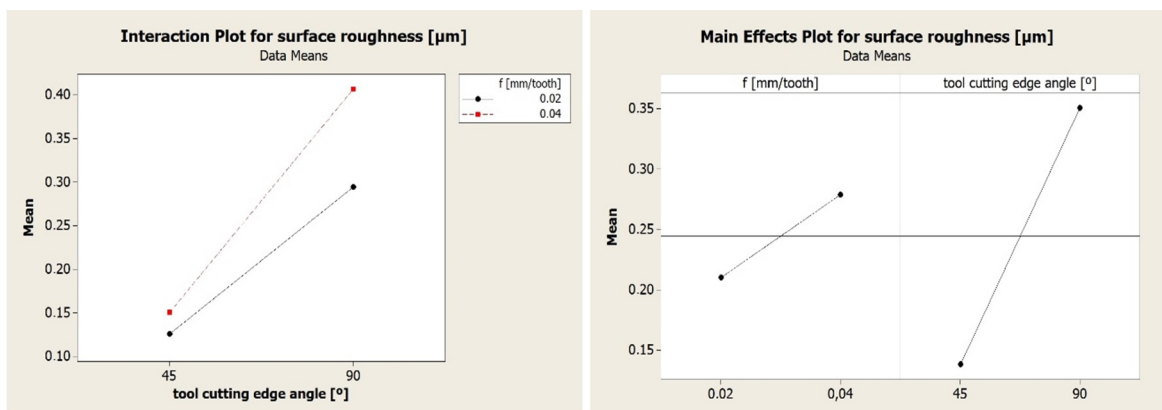 Interaction Plot for surface roughness [µm]
Data Means
f [mm/tooth]
0.02
0.04
Mean
0.40
0.35
0.30
0.25
0.20
0.15
0.10
45 90
tool cutting edge angle [º]
Main Effects Plot for surface roughness [µm]
Data Means
f [mm/tooth] tool cutting edge angle [º]
Mean
0.35
0.30
0.25
0.20
0.15
0.02 0,04 45 90